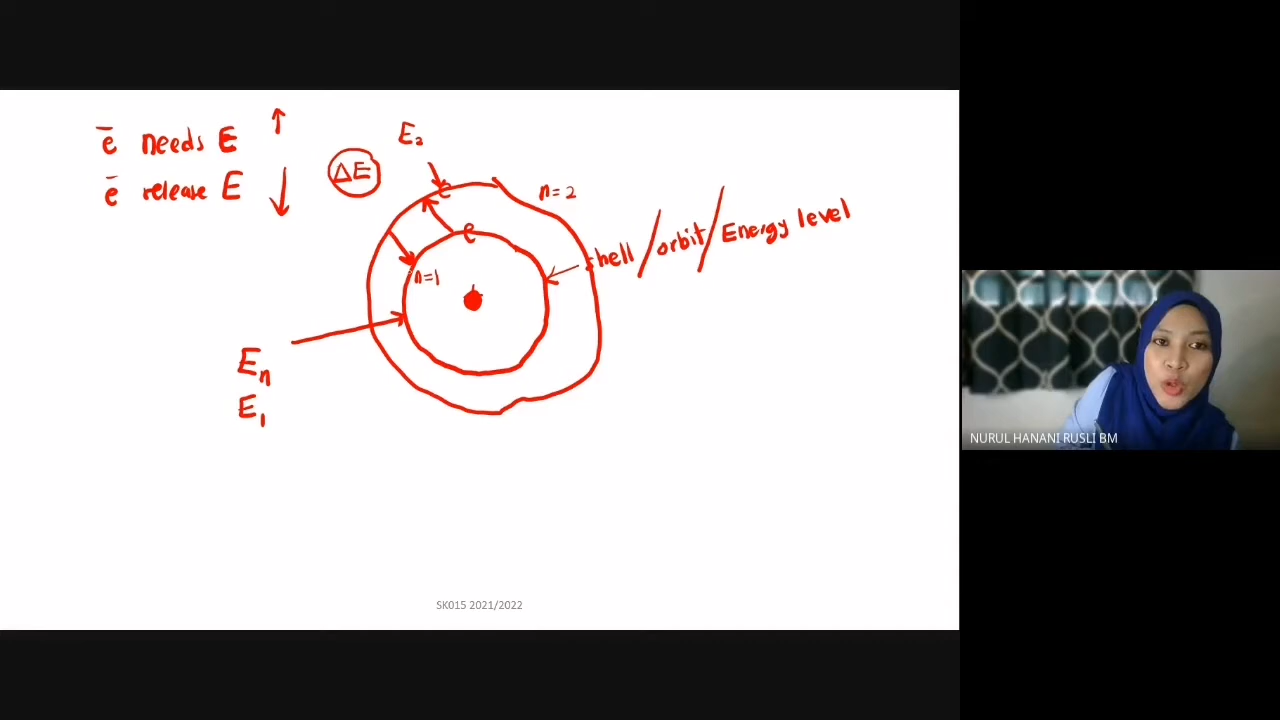 ē needs E ↑
ē release E ↓
ΔE
E₂
e
n=2
e
shell/orbit/Energy level
n=1
Eₙ
E₁
NURUL HANANI RUSLI BM
SK015 2021/2022